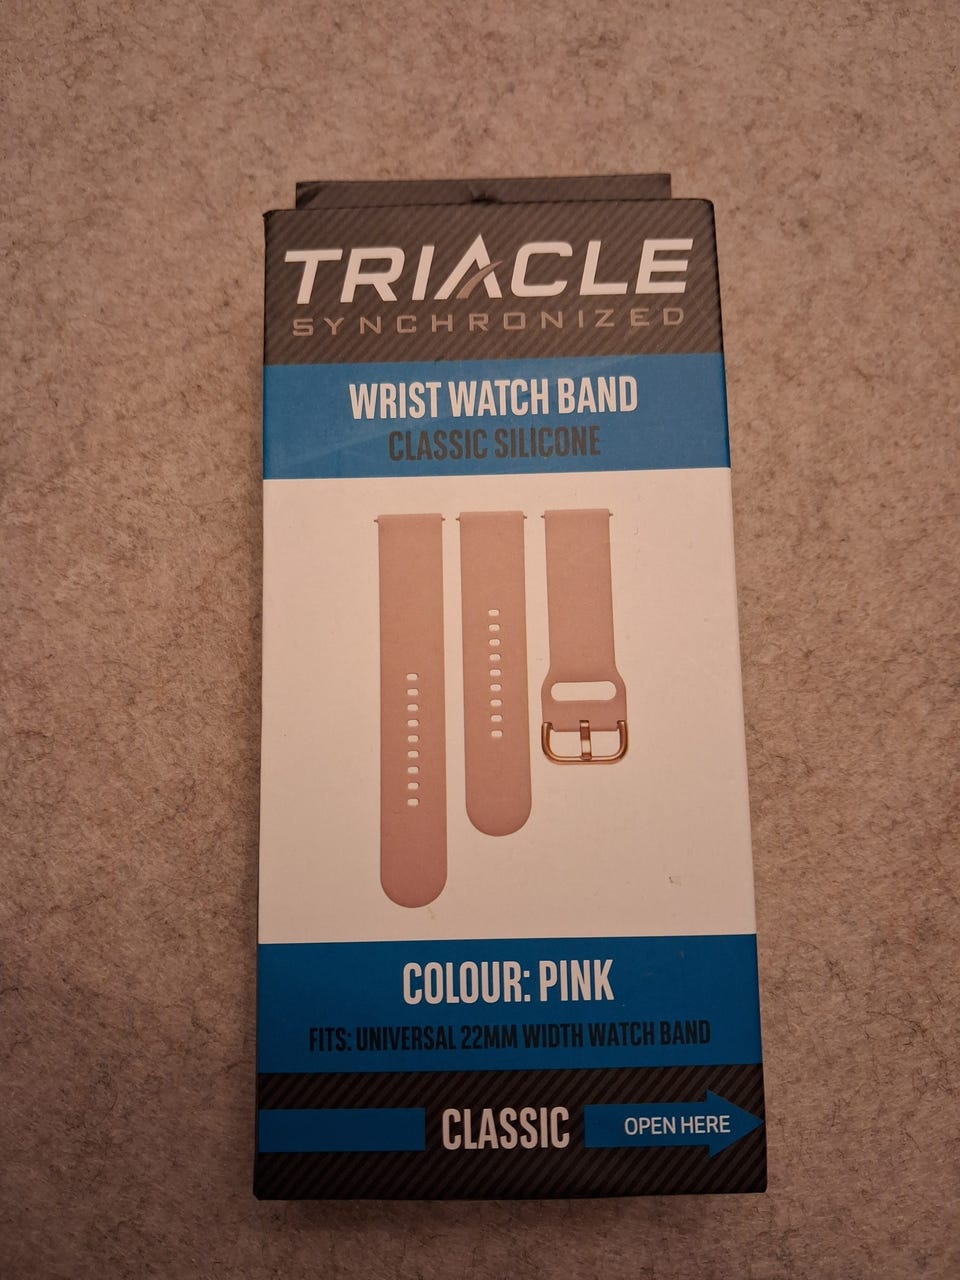 TRIACLE
SYNCHRONIZED
WRIST WATCH BAND
CLASSIC SILICONE
COLOUR: PINK
FITS: UNIVERSAL 22MM WIDTH WATCH BAND
CLASSIC
OPEN HERE